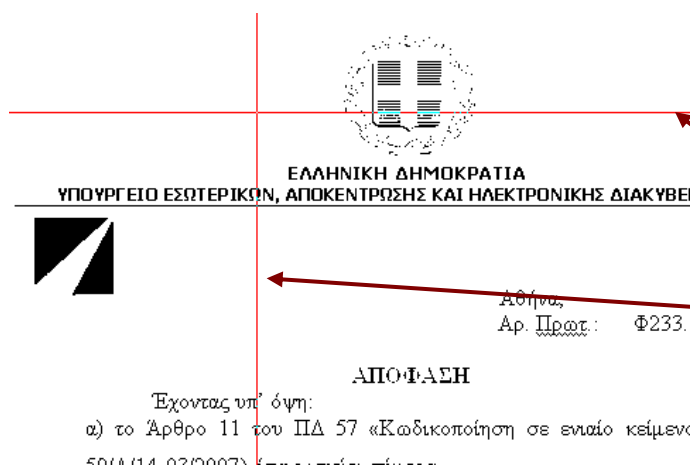 ΕΛΛΗΝΙΚΗ ΔΗΜΟΚΡΑΤΙΑ
ΥΠΟΥΡΓΕΙΟ ΕΣΩΤΕΡΙΚΩΝ, ΑΠΟΚΕΝΤΡΩΣΗΣ ΚΑΙ ΗΛΕΚΤΡΟΝΙΚΗΣ
Αθήνα,
Αρ. Πρωτ.: Φ233.
ΑΠΟΦΑΣΗ
Έχοντας υπ’ όψη:
α) το Άρθρο 11 του ΠΔ 57 «Κωδικοποίηση σε ενιαίο